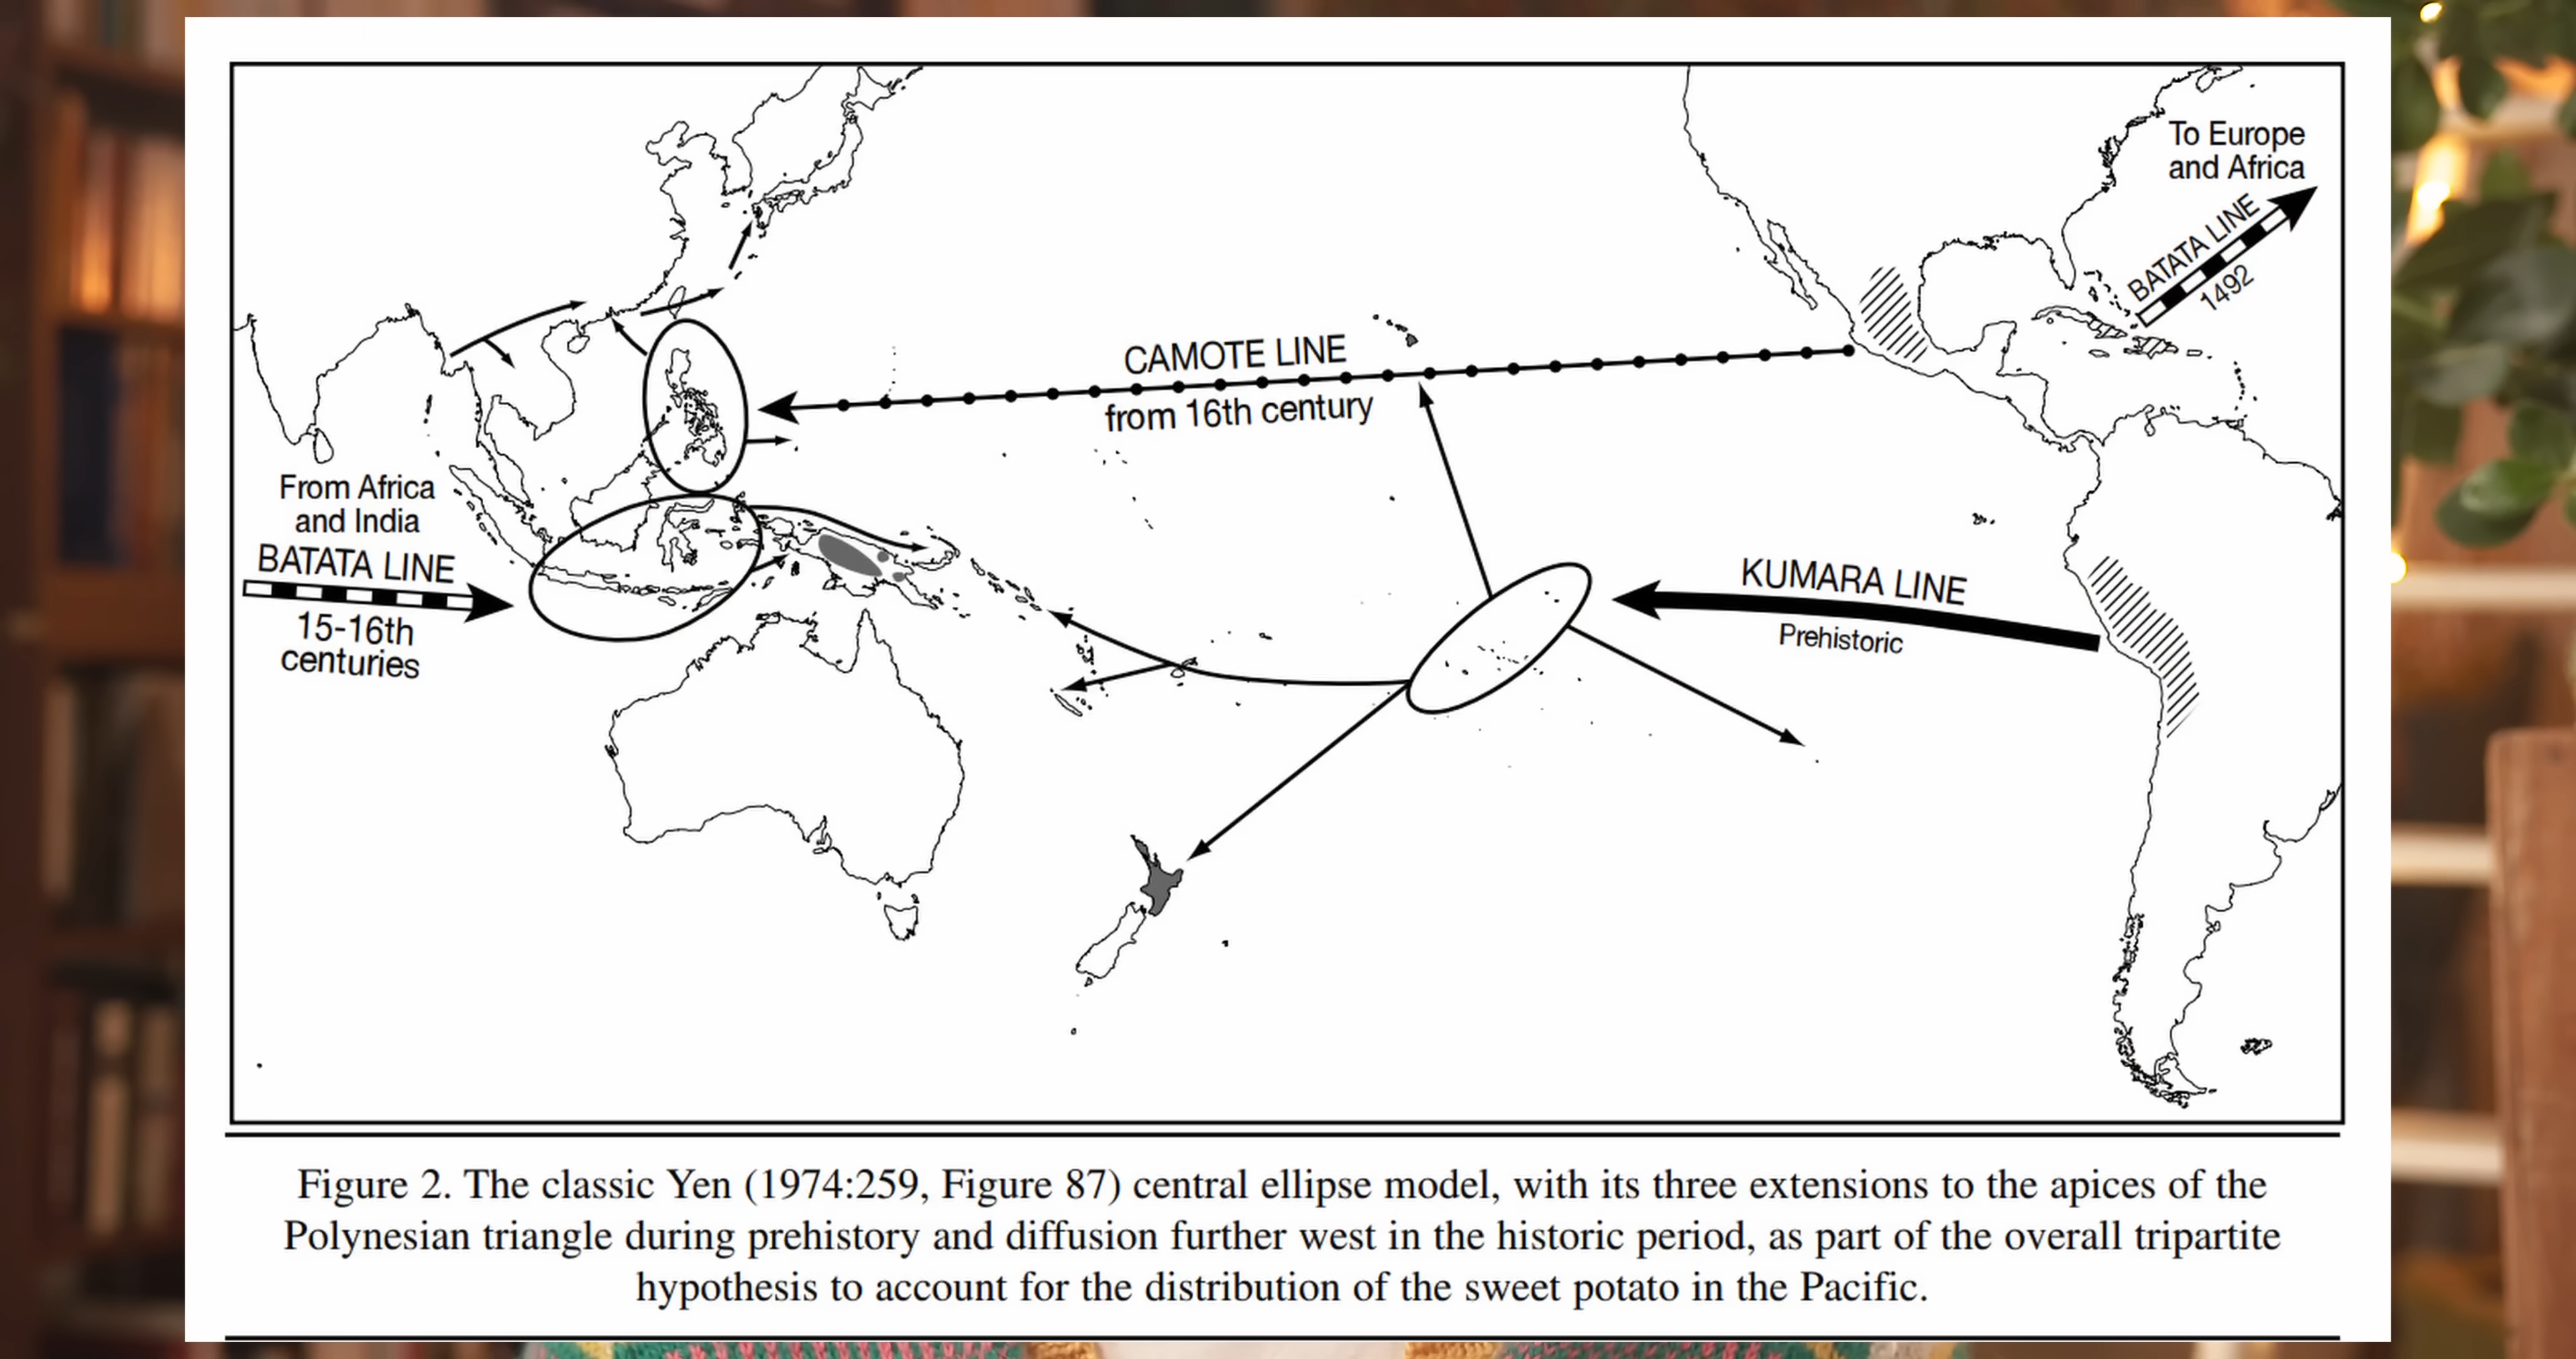 To Europe
and Africa
BATATA LINE
1492
CAMOTE LINE
from 16th century
From Africa
and India
BATATA LINE
15-16th
centuries
KUMARA LINE
Prehistoric
Figure 2. The classic Yen (1974:259, Figure 87) central ellipse model, with its three extensions to the apices of the
Polynesian triangle during prehistory and diffusion further west in the historic period, as part of the overall tripartite
hypothesis to account for the distribution of the sweet potato in the Pacific.